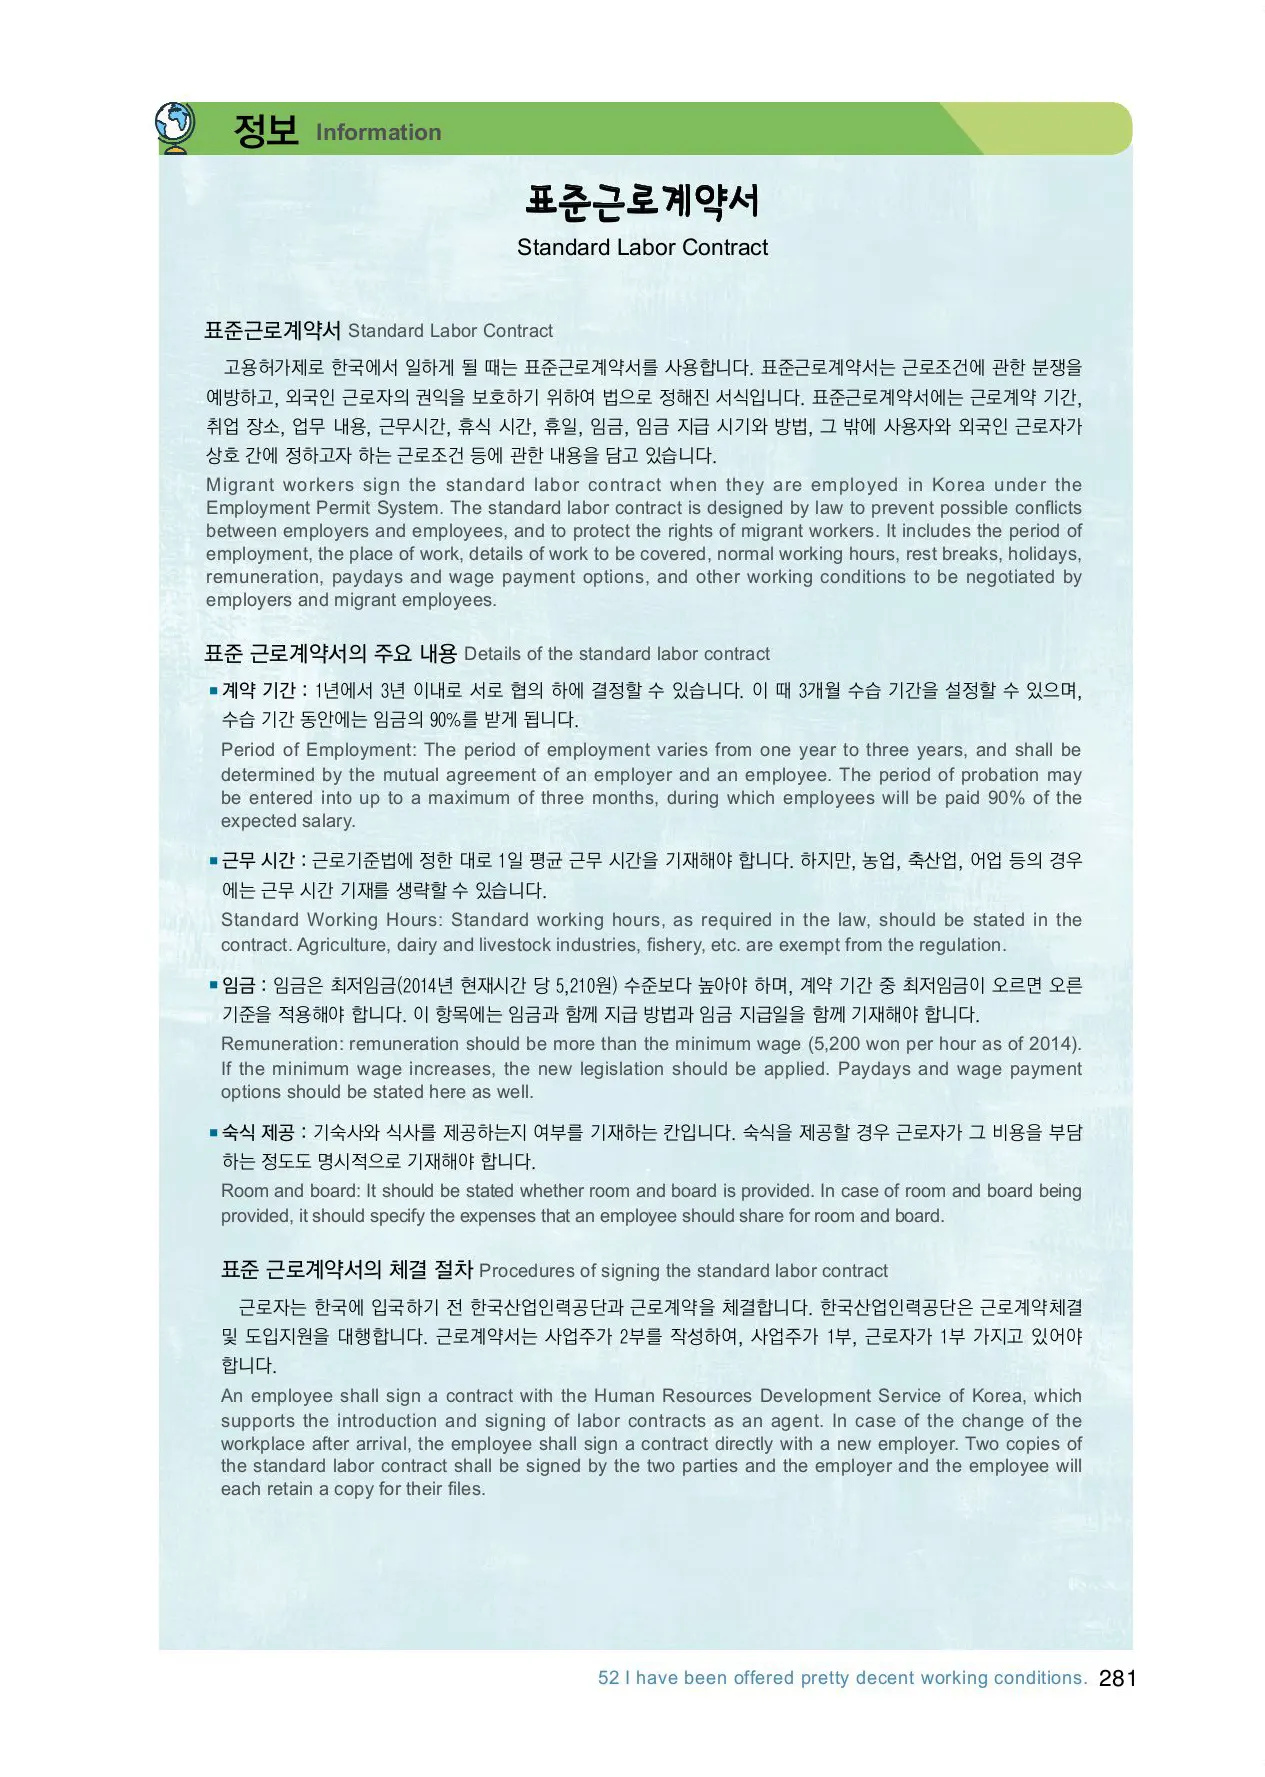 정보 Information
표준근로계약서
Standard Labor Contract
표준근로계약서 Standard Labor Contract
고용허가제로 한국에서 일하게 될 때는 표준근로계약서를 사용합니다. 표준근로계약서는 근로조건에 관한 분쟁을
예방하고, 외국인 근로자의 권익을 보호하기 위하여 법으로 정해진 서식입니다. 표준근로계약서에는 근로계약 기간,
취업 장소, 업무 내용, 근무시간, 휴식 시간, 휴일, 임금, 임금 지급 시기와 방법, 그 밖에 사용자와 외국인 근로자가
상호 간에 정하고자 하는 근로조건 등에 관한 내용을 담고 있습니다.
Migrant workers sign the standard labor contract when they are employed in Korea under the
Employment Permit System. The standard labor contract is designed by law to prevent possible conflicts
between employers and employees, and to protect the rights of migrant workers. It includes the period of
employment, the place of work, details of work to be covered, normal working hours, rest breaks, holidays,
remuneration, paydays and wage payment options, and other working conditions to be negotiated by
employers and migrant employees.
표준 근로계약서의 주요 내용 Details of the standard labor contract
■ 계약 기간 : 1년에서 3년 이내로 서로 협의 하에 결정할 수 있습니다. 이 때 3개월 수습 기간을 설정할 수 있으며,
수습 기간 동안에는 임금의 90%를 받게 됩니다.
Period of Employment: The period of employment varies from one year to three years, and shall be
determined by the mutual agreement of an employer and an employee. The period of probation may
be entered into up to a maximum of three months, during which employees will be paid 90% of the
expected salary.
■ 근무 시간 : 근로기준법에 정한 대로 1일 평균 근무 시간을 기재해야 합니다. 하지만, 농업, 축산업, 어업 등의 경우
에는 근무 시간 기재를 생략할 수 있습니다.
Standard Working Hours: Standard working hours, as required in the law, should be stated in the
contract. Agriculture, dairy and livestock industries, fishery, etc. are exempt from the regulation.
■ 임금 : 임금은 최저임금(2014년 현재시간 당 5,210원) 수준보다 높아야 하며, 계약 기간 중 최저임금이 오르면 오른
기준을 적용해야 합니다. 이 항목에는 임금과 함께 지급 방법과 임금 지급일을 함께 기재해야 합니다.
Remuneration: remuneration should be more than the minimum wage (5,200 won per hour as of 2014).
If the minimum wage increases, the new legislation should be applied. Paydays and wage payment
options should be stated here as well.
■ 숙식 제공 : 기숙사와 식사를 제공하는지 여부를 기재하는 칸입니다. 숙식을 제공할 경우 근로자가 그 비용을 부담
하는 정도도 명시적으로 기재해야 합니다.
Room and board: It should be stated whether room and board is provided. In case of room and board being
provided, it should specify the expenses that an employee should share for room and board.
표준 근로계약서의 체결 절차 Procedures of signing the standard labor contract
근로자는 한국에 입국하기 전 한국산업인력공단과 근로계약을 체결합니다. 한국산업인력공단은 근로계약체결
및 도입지원을 대행합니다. 근로계약서는 사업주가 2부를 작성하여, 사업주가 1부, 근로자가 1부 가지고 있어야
합니다.
An employee shall sign a contract with the Human Resources Development Service of Korea, which
supports the introduction and signing of labor contracts as an agent. In case of the change of the
workplace after arrival, the employee shall sign a contract directly with a new employer. Two copies of
the standard labor contract shall be signed by the two parties and the employer and the employee will
each retain a copy for their files.
52 I have been offered pretty decent working conditions. 281